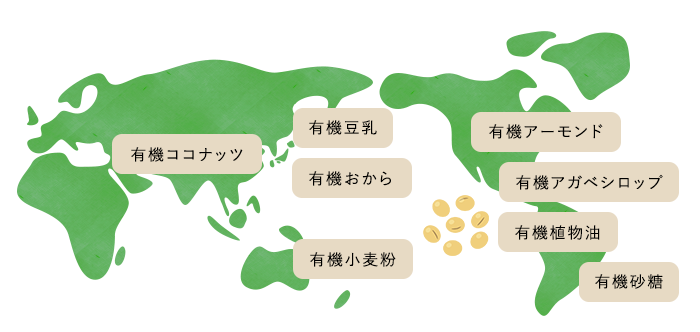 有機豆乳
有機アーモンド
有機ココナッツ
有機おから
有機アガベシロップ
有機植物油
有機小麦粉
有機砂糖